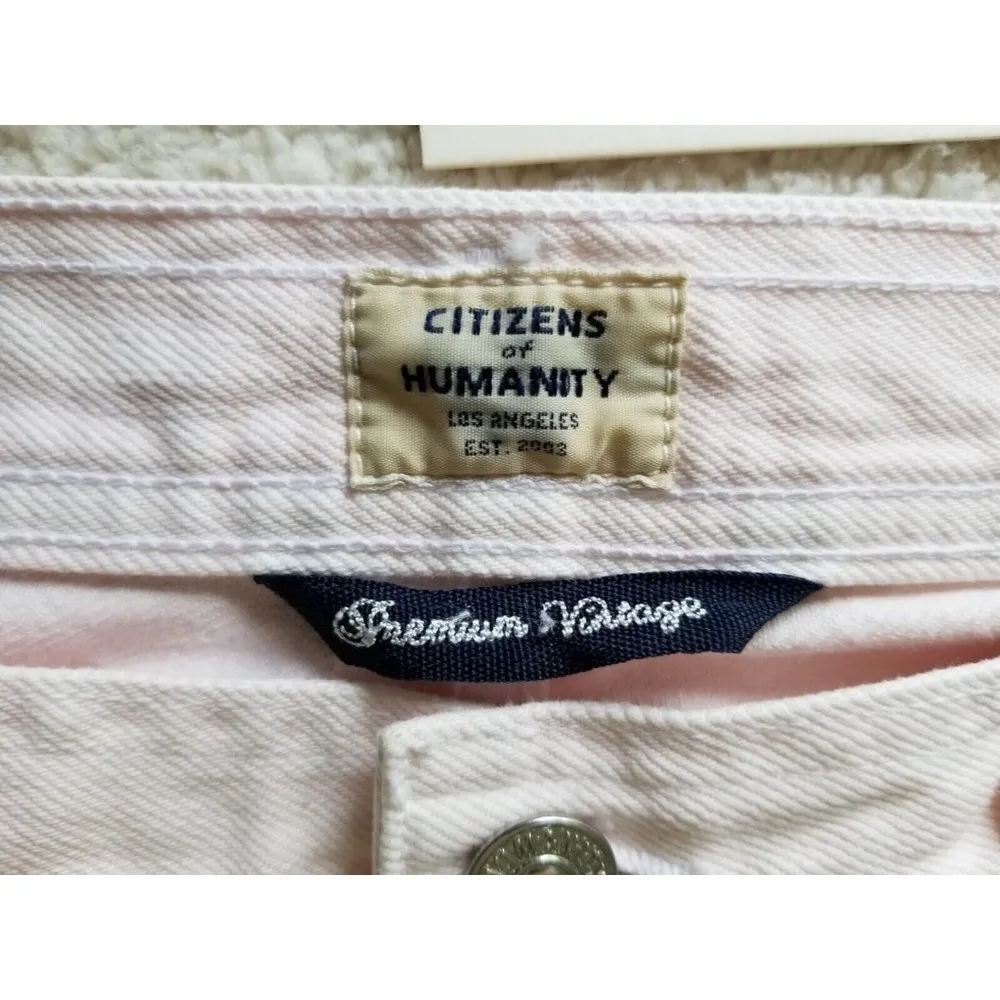 CITIZENS
of
HUMANITY
LOS ANGELES
EST. 2003
Premium Vintage